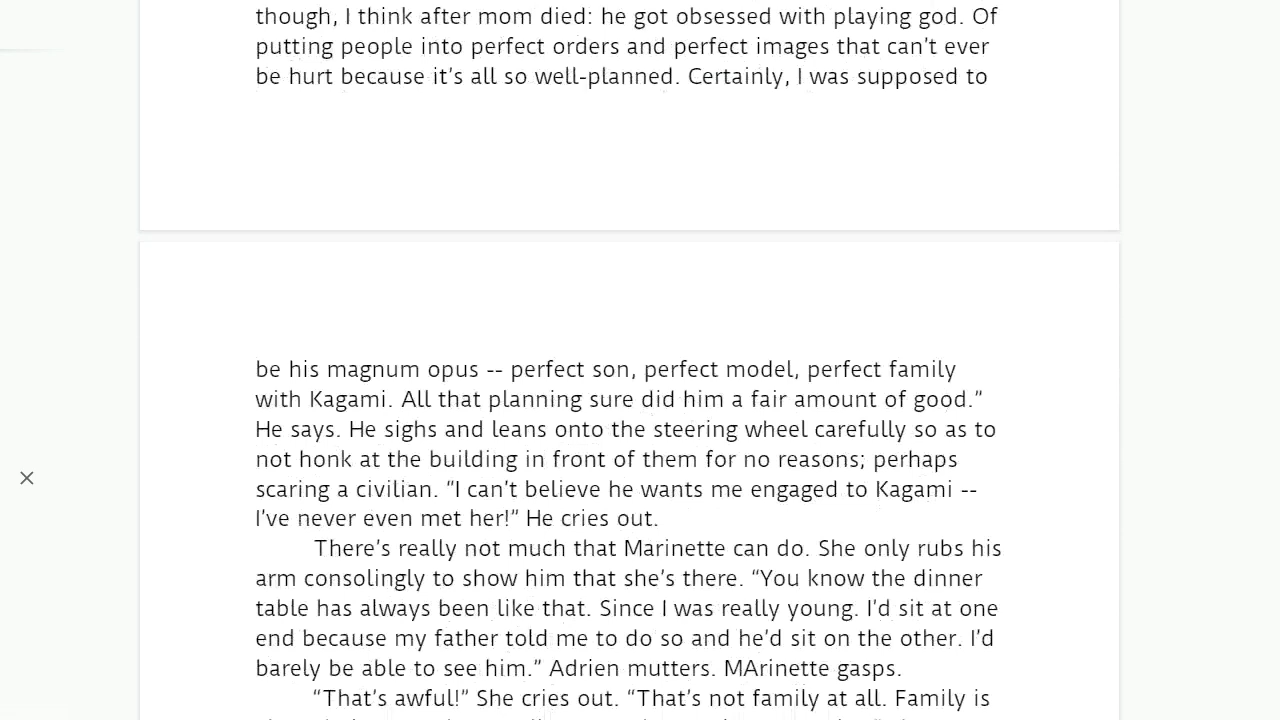 though, I think after mom died: he got obsessed with playing god. Of
putting people into perfect orders and perfect images that can't ever
be hurt because it's all so well-planned. Certainly, I was supposed to
be his magnum opus -- perfect son, perfect model, perfect family
with Kagami. All that planning sure did him a fair amount of good.”
He says. He sighs and leans onto the steering wheel carefully so as to
not honk at the building in front of them for no reasons; perhaps
scaring a civilian. “I can't believe he wants me engaged to Kagami --
I've never even met her!” He cries out.
There's really not much that Marinette can do. She only rubs his
arm consolingly to show him that she's there. “You know the dinner
table has always been like that. Since I was really young. I'd sit at one
end because my father told me to do so and he'd sit on the other. I'd
barely be able to see him.” Adrien mutters. MArinette gasps.
“That's awful!” She cries out. “That's not family at all. Family is